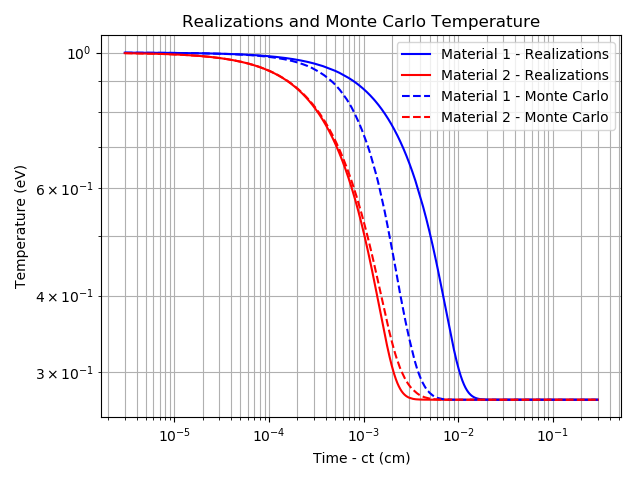 Realizations and Monte Carlo Temperature
Material 1 - Realizations
Material 2 - Realizations
Material 1 - Monte Carlo
Material 2 - Monte Carlo
Temperature (eV)
10⁰
6 × 10⁻¹
4 × 10⁻¹
3 × 10⁻¹
10⁻⁵ 10⁻⁴ 10⁻³ 10⁻² 10⁻¹
Time - ct (cm)